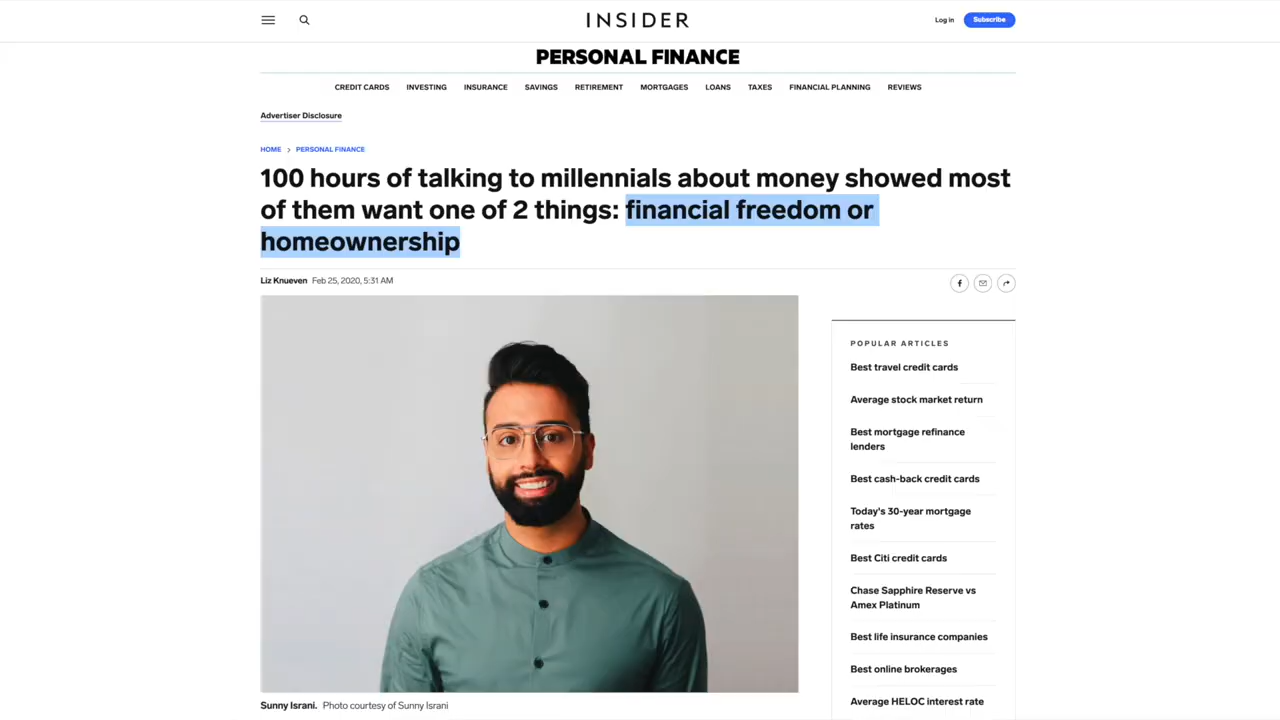 INSIDER
Log in
Subscribe
PERSONAL FINANCE
CREDIT CARDS INVESTING INSURANCE SAVINGS RETIREMENT MORTGAGES LOANS TAXES FINANCIAL PLANNING REVIEWS
Advertiser Disclosure
HOME > PERSONAL FINANCE
100 hours of talking to millennials about money showed most
of them want one of 2 things: financial freedom or
homeownership
Liz Knueven Feb 25, 2020, 5:31 AM
Sunny Israni. Photo courtesy of Sunny Israni
POPULAR ARTICLES
Best travel credit cards
Average stock market return
Best mortgage refinance
lenders
Best cash-back credit cards
Today's 30-year mortgage
rates
Best Citi credit cards
Chase Sapphire Reserve vs
Amex Platinum
Best life insurance companies
Best online brokerages
Average HELOC interest rate